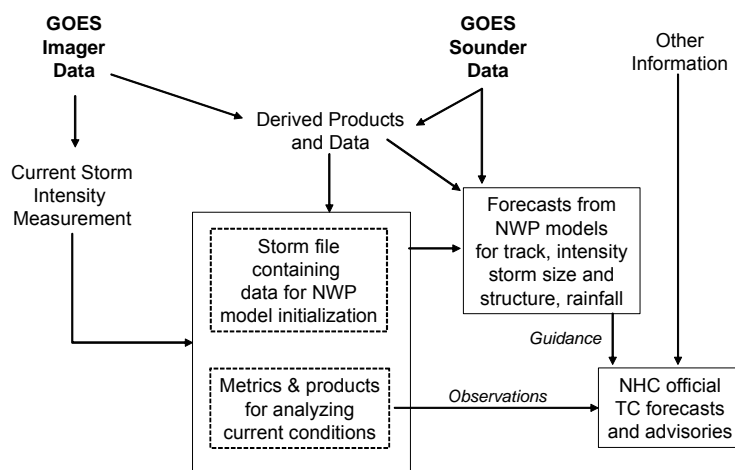 GOES
Imager
Data
GOES
Sounder
Data
Other
Information
Derived Products
and Data
Current Storm
Intensity
Measurement
Storm file
containing
data for NWP
model initialization
Forecasts from
NWP models
for track, intensity
storm size and
structure, rainfall
Guidance
Metrics & products
for analyzing
current conditions
Observations
NHC official
TC forecasts
and advisories